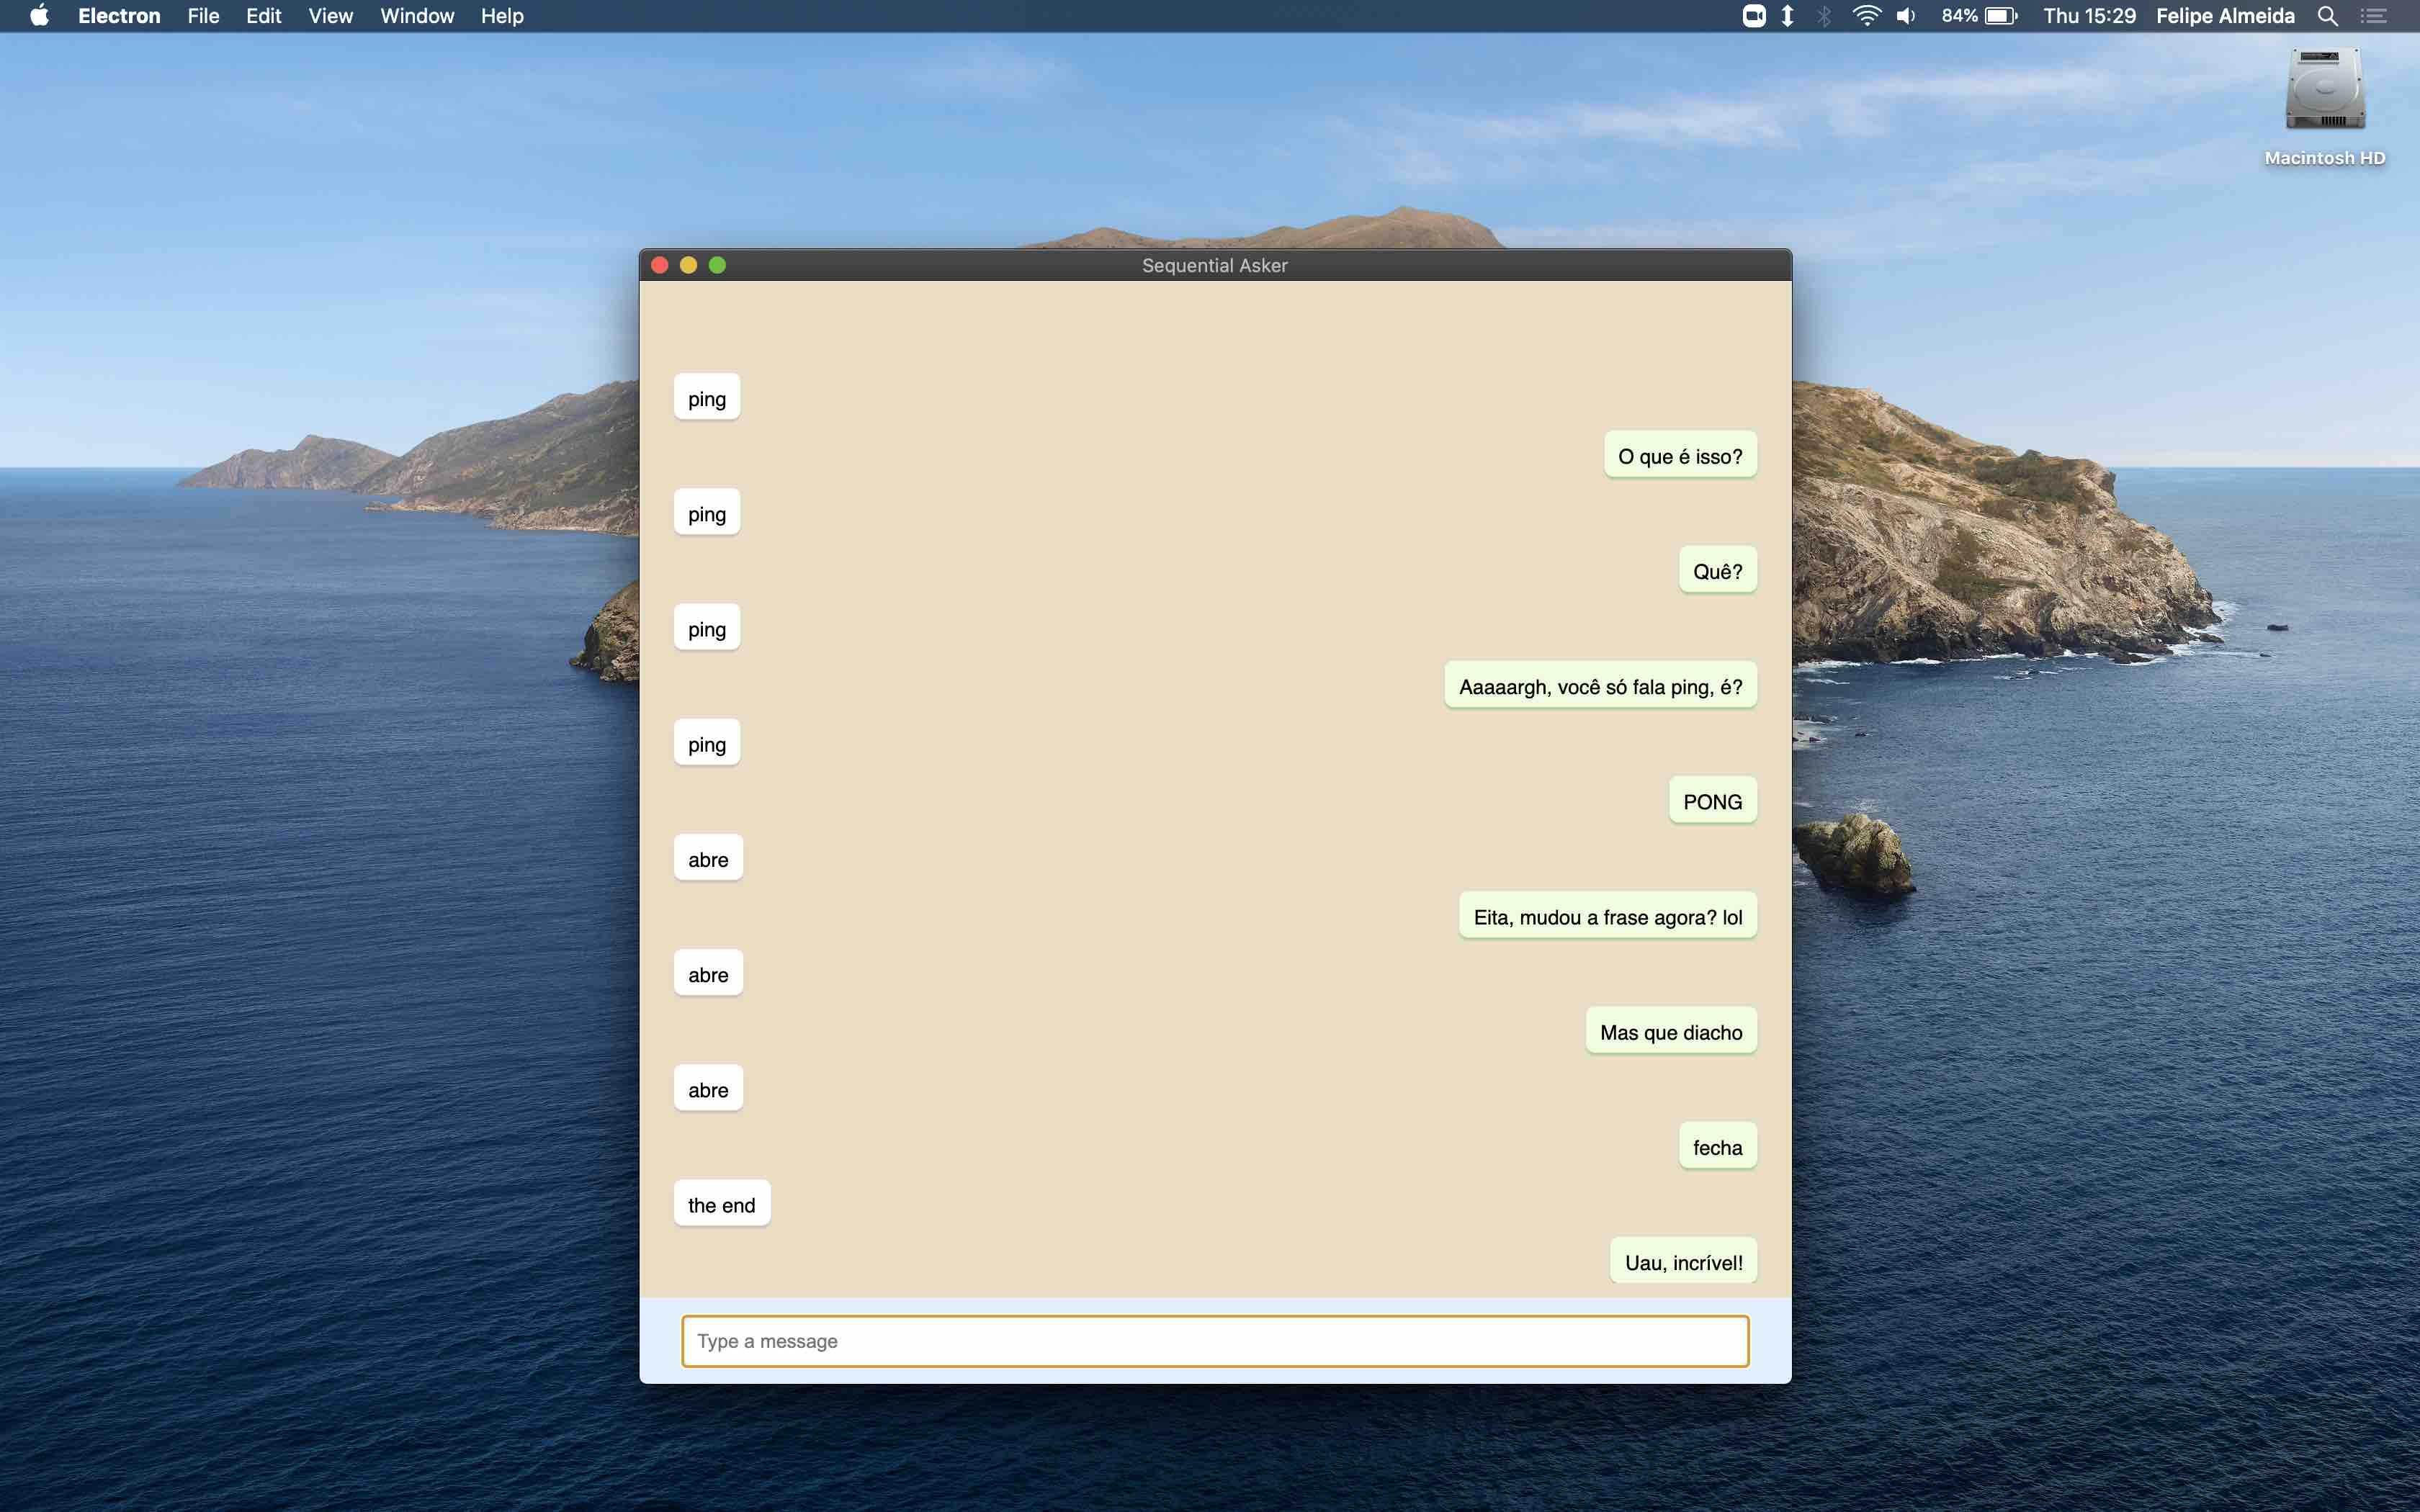 Electron File Edit View Window Help 84% Thu 15:29 Felipe Almeida
Macintosh HD
Sequential Asker
ping
O que é isso?
ping
Quê?
ping
Aaaaargh, você só fala ping, é?
ping
PONG
abre
Eita, mudou a frase agora? lol
abre
Mas que diacho
abre
fecha
the end
Uau, incrível!
Type a message